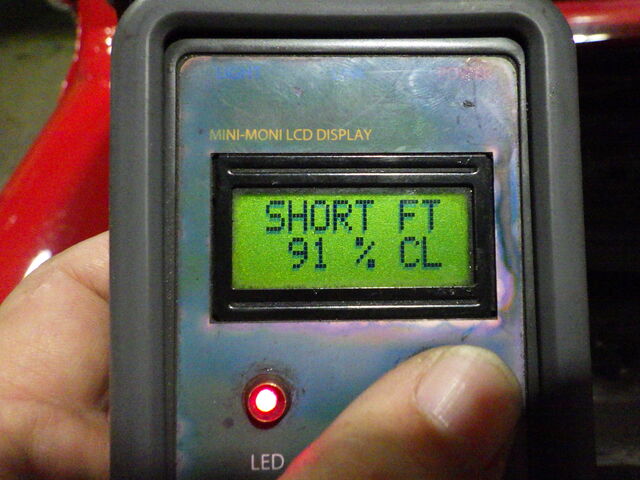 MINI-MONI LCD DISPLAY
SHORT FT
91 % CL
LED